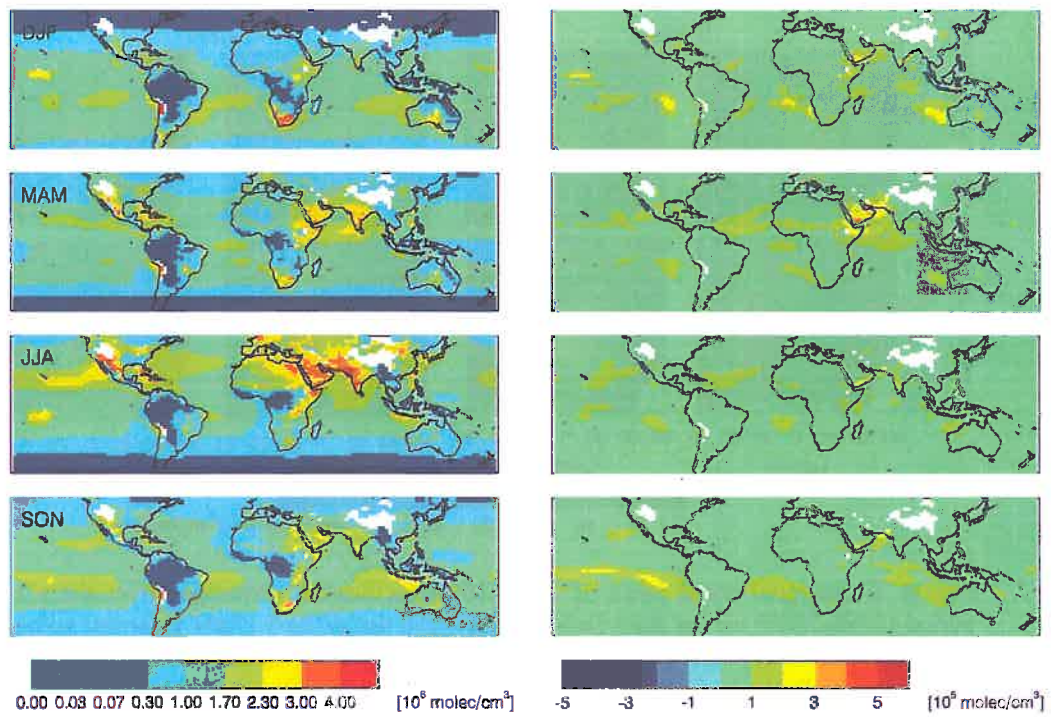 DJF
MAM
JJA
SON
0.00 0.03 0.07 0.30 1.00 1.70 2.30 3.00 4.00 [10⁶ molec/cm³]
-5 -3 -1 1 3 5 [10⁵ molec/cm³]